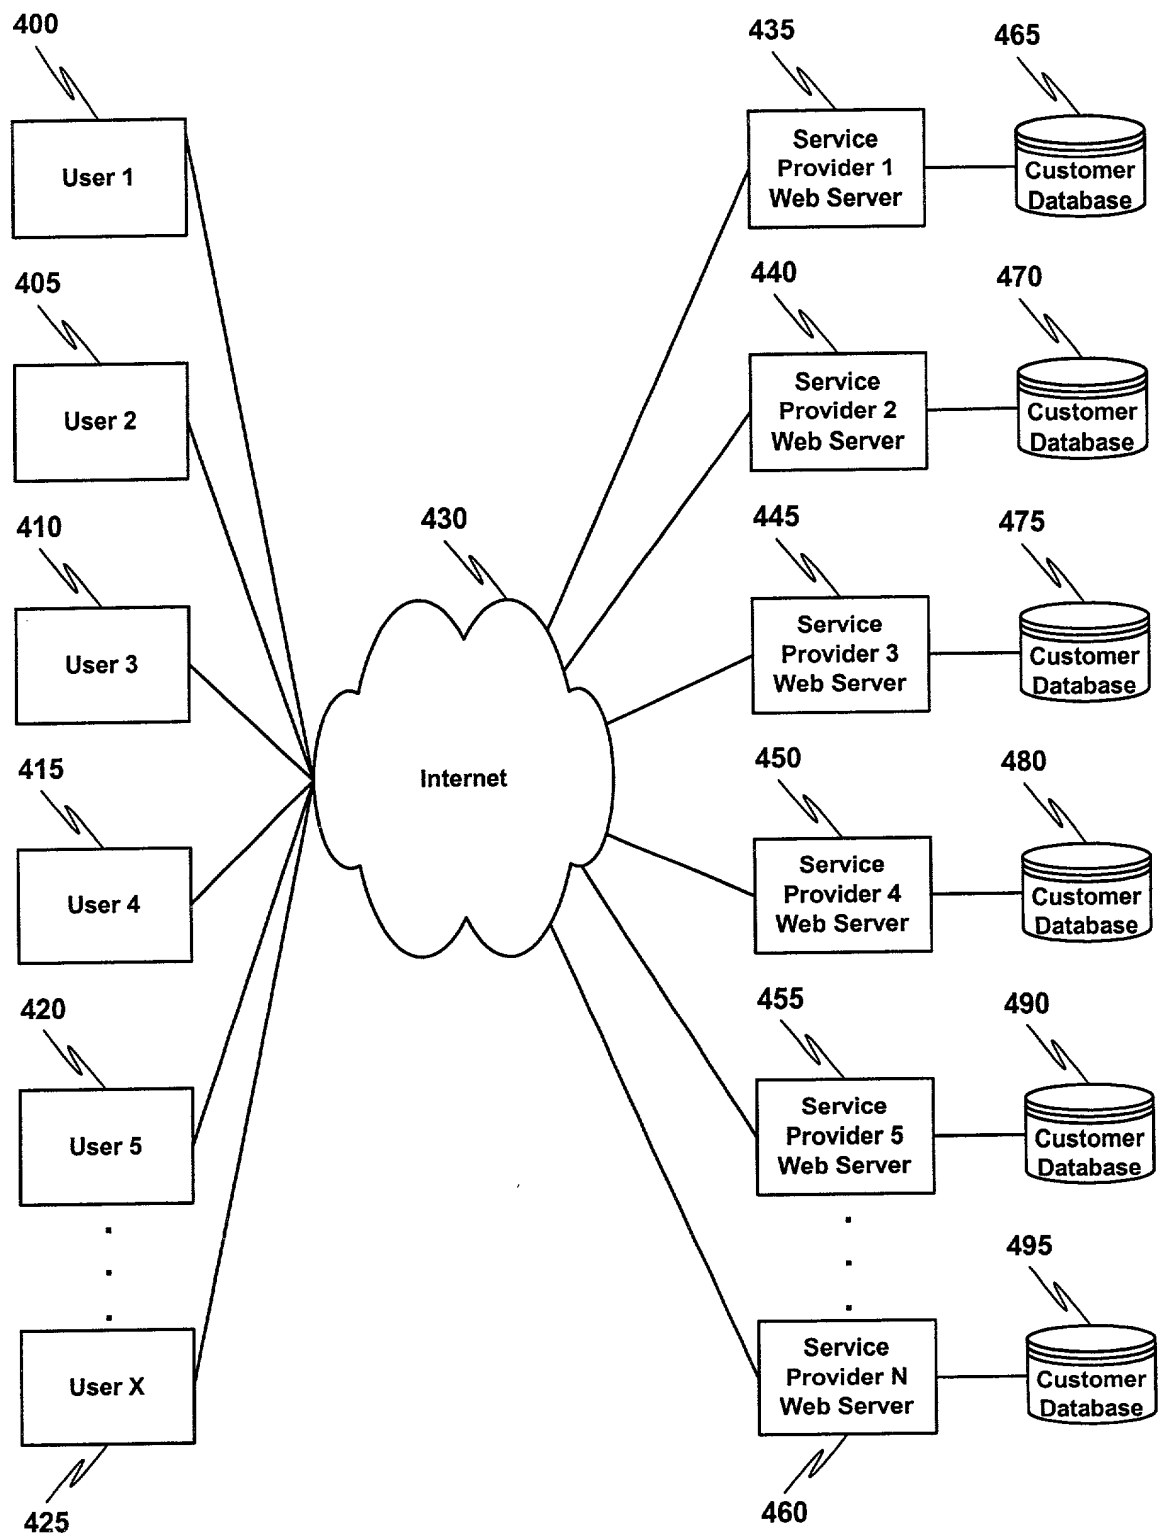 400
User 1
405
User 2
410
User 3
415
User 4
420
User 5
User X
425
430
Internet
435
Service
Provider 1
Web Server
465
Customer
Database
440
Service
Provider 2
Web Server
470
Customer
Database
445
Service
Provider 3
Web Server
475
Customer
Database
450
Service
Provider 4
Web Server
480
Customer
Database
455
Service
Provider 5
Web Server
490
Customer
Database
Service
Provider N
Web Server
460
495
Customer
Database